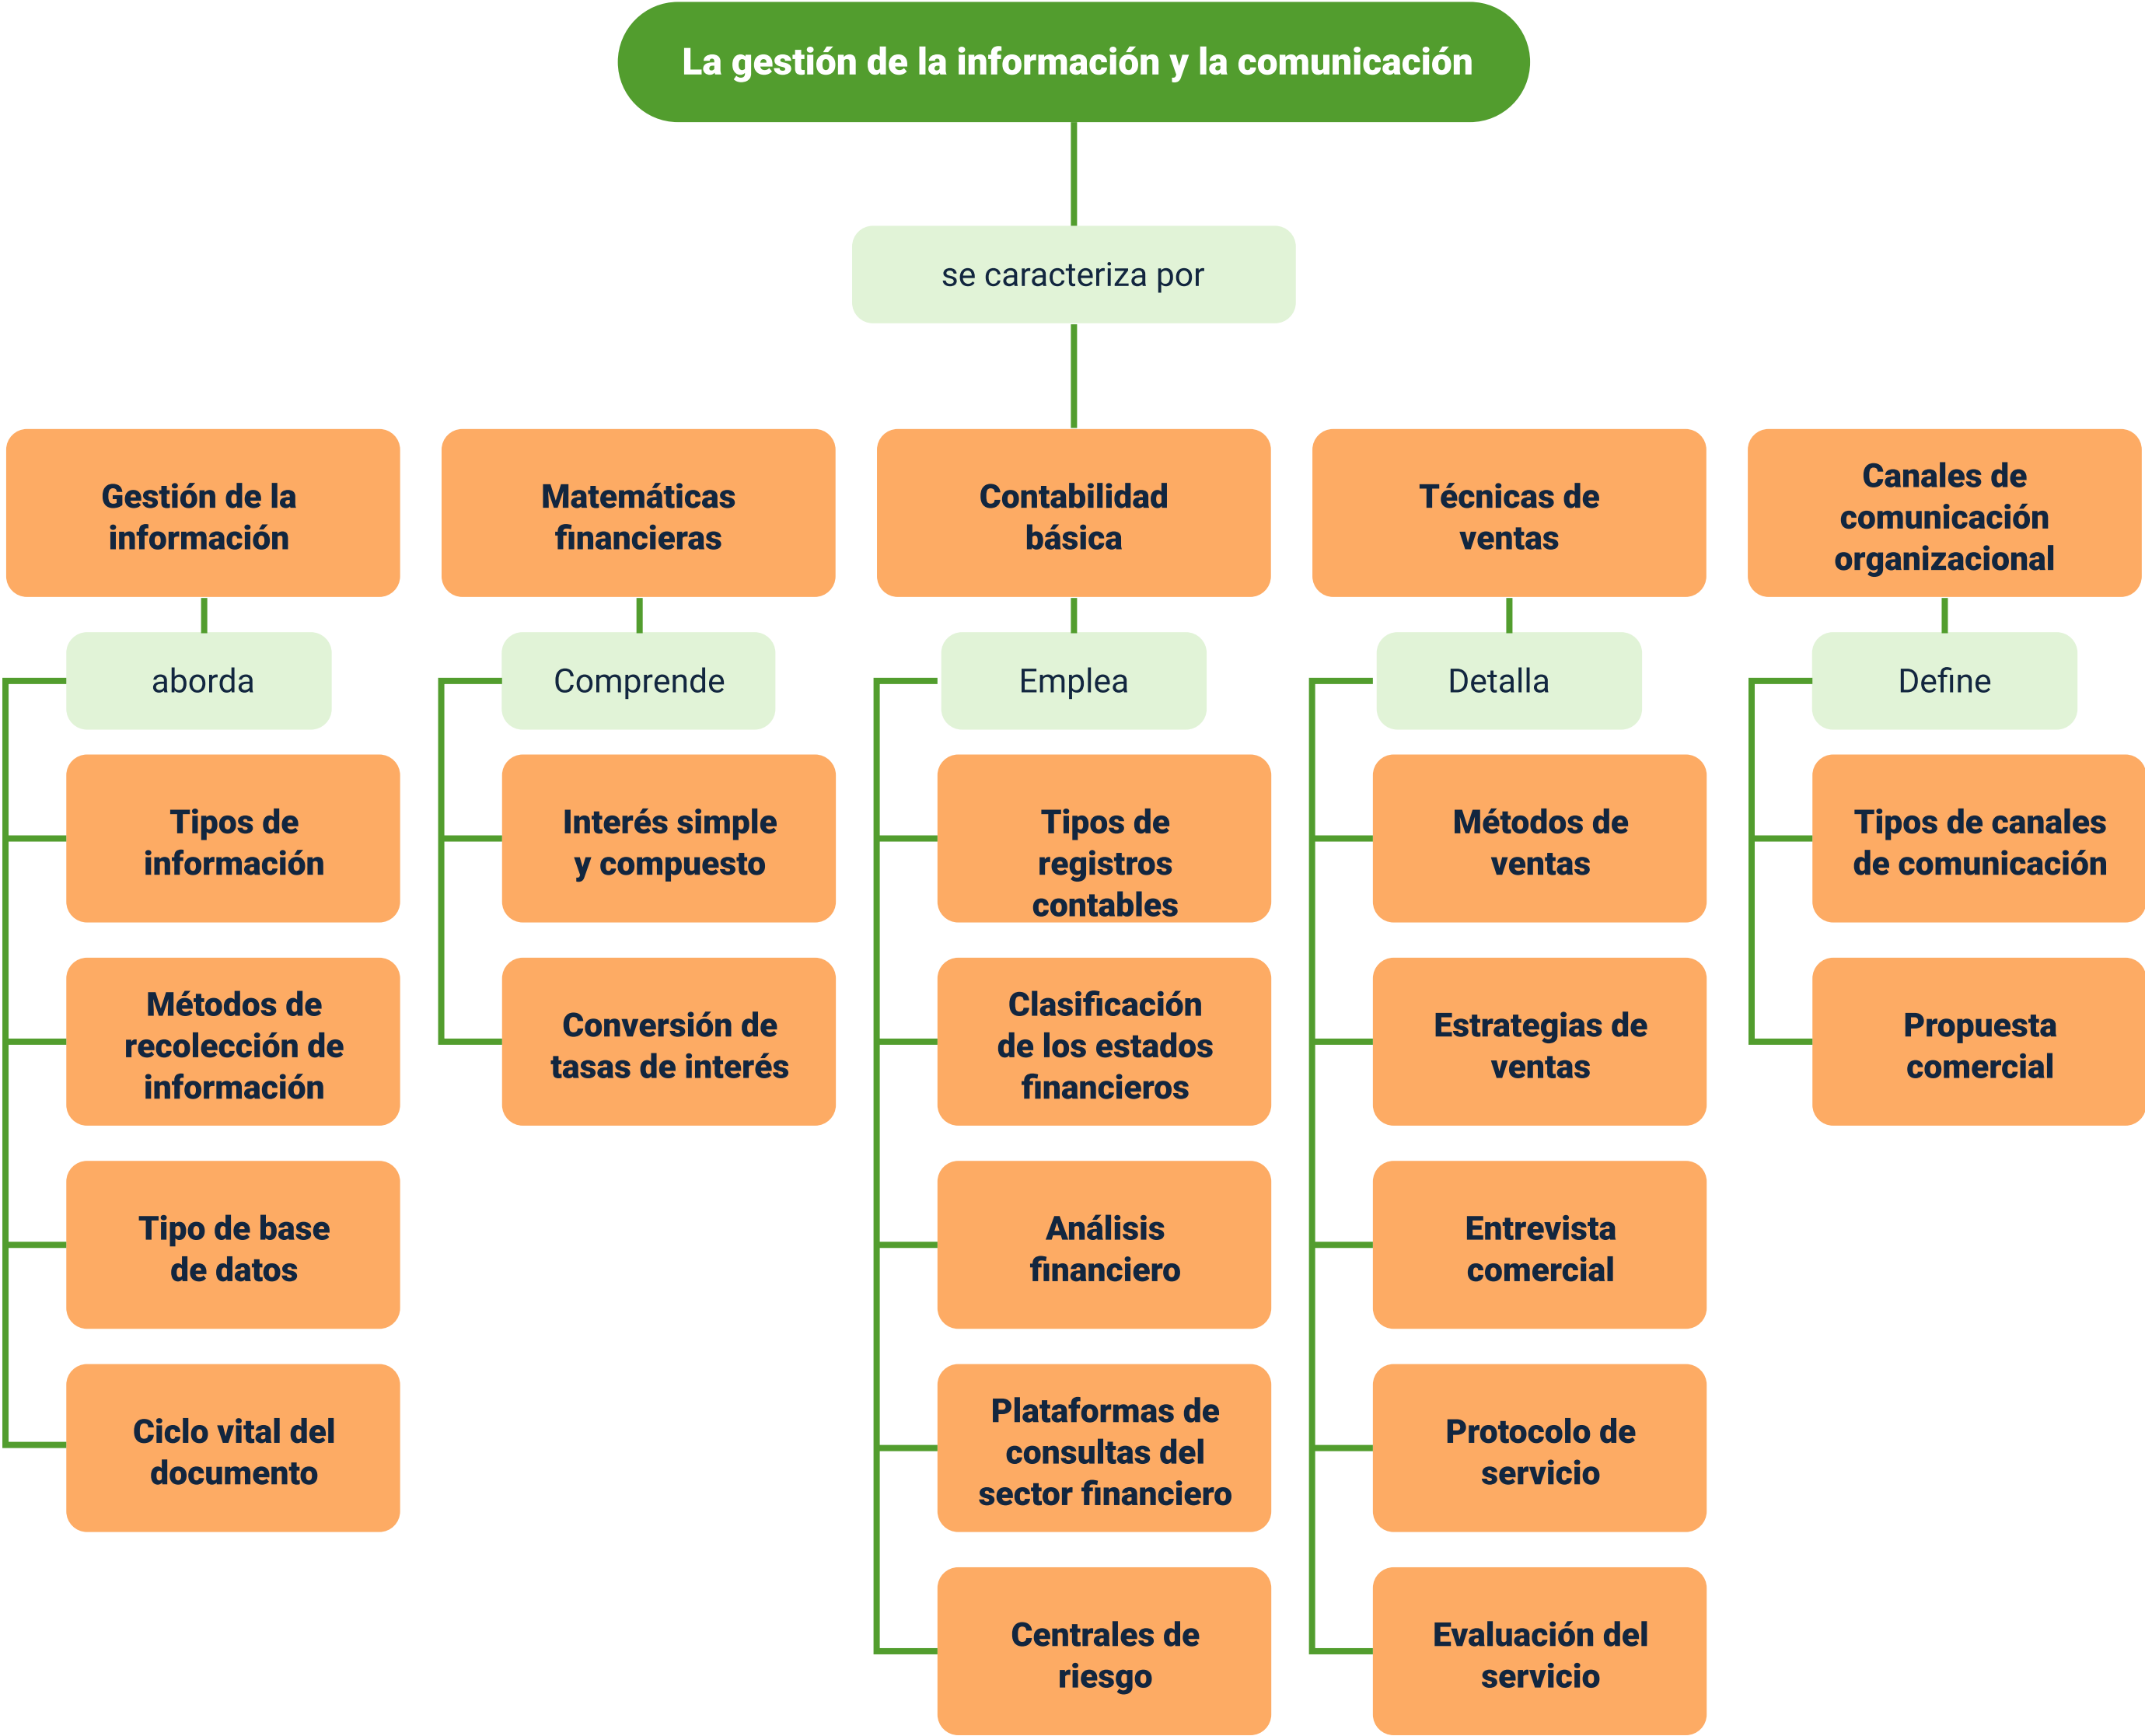 La gestión de la información y la comunicación
se caracteriza por
Gestión de la
información
aborda
Tipos de
información
Métodos de
recolección de
información
Tipo de base
de datos
Ciclo vital del
documento
Matemáticas
financieras
Comprende
Interés simple
y compuesto
Conversión de
tasas de interés
Contabilidad
básica
Emplea
Tipos de
registros
contables
Clasificación
de los estados
financieros
Análisis
financiero
Plataformas de
consultas del
sector financiero
Centrales de
riesgo
Técnicas de
ventas
Detalla
Métodos de
ventas
Estrategias de
ventas
Entrevista
comercial
Protocolo de
servicio
Evaluación del
servicio
Canales de
comunicación
organizacional
Define
Tipos de canales
de comunicación
Propuesta
comercial